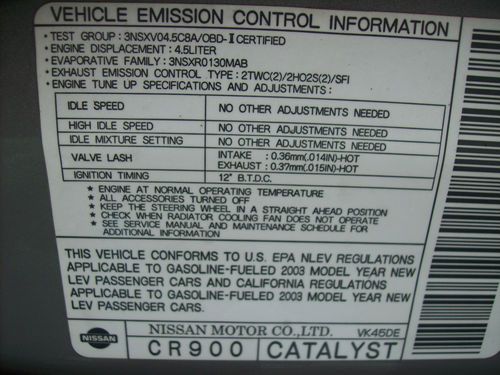 VEHICLE EMISSION CONTROL INFORMATION
• TEST GROUP : 3NSXV04.5C8A/OBD-Ⅱ CERTIFIED
• ENGINE DISPLACEMENT : 4.5LITER
• EVAPORATIVE FAMILY : 3NSXR0130MAB
• EXHAUST EMISSION CONTROL TYPE : 2TWC(2)/2HO2S(2)/SFI
• ENGINE TUNE UP SPECIFICATIONS AND ADJUSTMENTS :
IDLE SPEED NO OTHER ADJUSTMENTS NEEDED
HIGH IDLE SPEED NO OTHER ADJUSTMENTS NEEDED
IDLE MIXTURE SETTING NO OTHER ADJUSTMENTS NEEDED
VALVE LASH INTAKE : 0.36mm(.014IN)-HOT
EXHAUST : 0.37mm(.015IN)-HOT
IGNITION TIMING 12° B.T.D.C.
★ ENGINE AT NORMAL OPERATING TEMPERATURE
★ ALL ACCESSORIES TURNED OFF
★ KEEP THE STEERING WHEEL IN A STRAIGHT AHEAD POSITION
★ CHECK WHEN RADIATOR COOLING FAN DOES NOT OPERATE
★ SEE SERVICE MANUAL AND MAINTENANCE SCHEDULE FOR
ADDITIONAL INFORMATION
THIS VEHICLE CONFORMS TO U.S. EPA NLEV REGULATIONS
APPLICABLE TO GASOLINE-FUELED 2003 MODEL YEAR NEW
LEV PASSENGER CARS AND CALIFORNIA REGULATIONS
APPLICABLE TO GASOLINE-FUELED 2003 MODEL YEAR NEW
LEV PASSENGER CARS.
NISSAN NISSAN MOTOR CO.,LTD. VK45DE
CR900 CATALYST